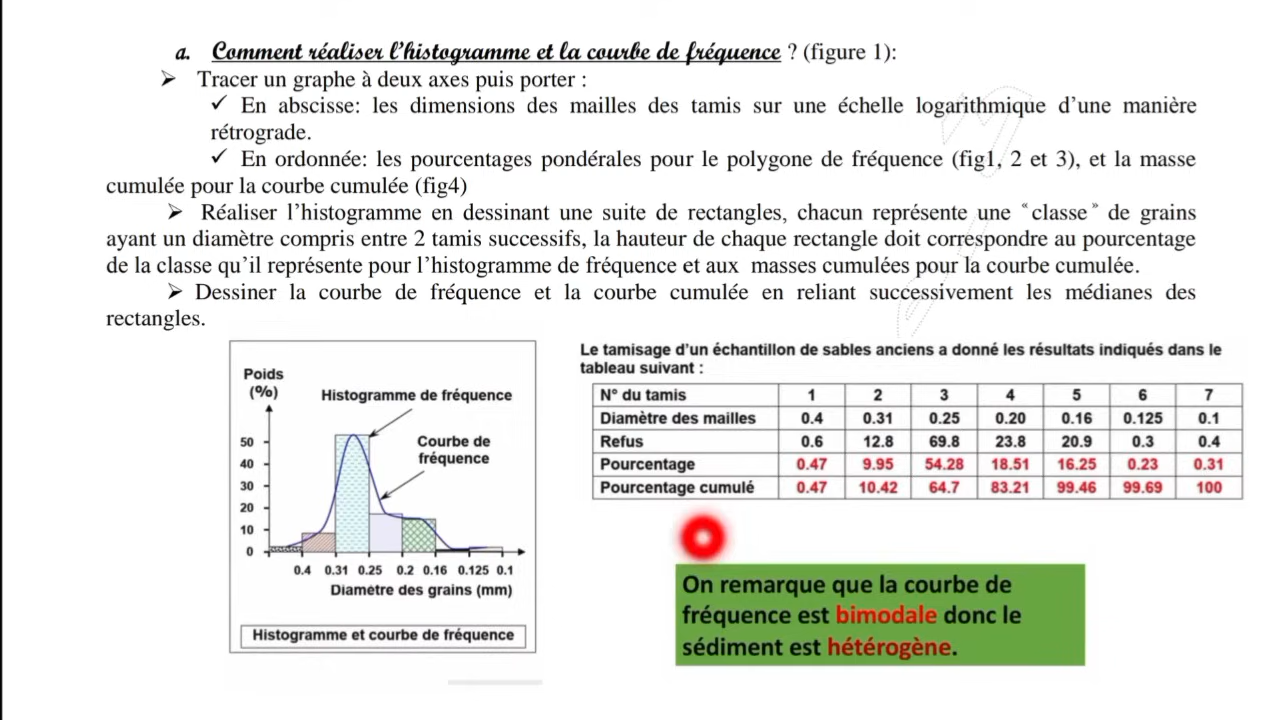 a. Comment réaliser l'histogramme et la courbe de fréquence ? (figure 1):
➢ Tracer un graphe à deux axes puis porter :
✓ En abscisse: les dimensions des mailles des tamis sur une échelle logarithmique d'une manière
rétrograde.
✓ En ordonnée: les pourcentages pondérales pour le polygone de fréquence (fig1, 2 et 3), et la masse
cumulée pour la courbe cumulée (fig4)
➢ Réaliser l'histogramme en dessinant une suite de rectangles, chacun représente une "classe" de grains
ayant un diamètre compris entre 2 tamis successifs, la hauteur de chaque rectangle doit correspondre au pourcentage
de la classe qu'il représente pour l'histogramme de fréquence et aux masses cumulées pour la courbe cumulée.
➢ Dessiner la courbe de fréquence et la courbe cumulée en reliant successivement les médianes des
rectangles.
Poids
(%)
Histogramme de fréquence
Courbe de
fréquence
50
40
30
20
10
0
0.4 0.31 0.25 0.2 0.16 0.125 0.1
Diamétre des grains (mm)
Histogramme et courbe de fréquence
Le tamisage d'un échantillon de sables anciens a donné les résultats indiqués dans le
tableau suivant :
N° du tamis 1 2 3 4 5 6 7
Diamètre des mailles 0.4 0.31 0.25 0.20 0.16 0.125 0.1
Refus 0.6 12.8 69.8 23.8 20.9 0.3 0.4
Pourcentage 0.47 9.95 54.28 18.51 16.25 0.23 0.31
Pourcentage cumulé 0.47 10.42 64.7 83.21 99.46 99.69 100
On remarque que la courbe de
fréquence est bimodale donc le
sédiment est hétérogène.